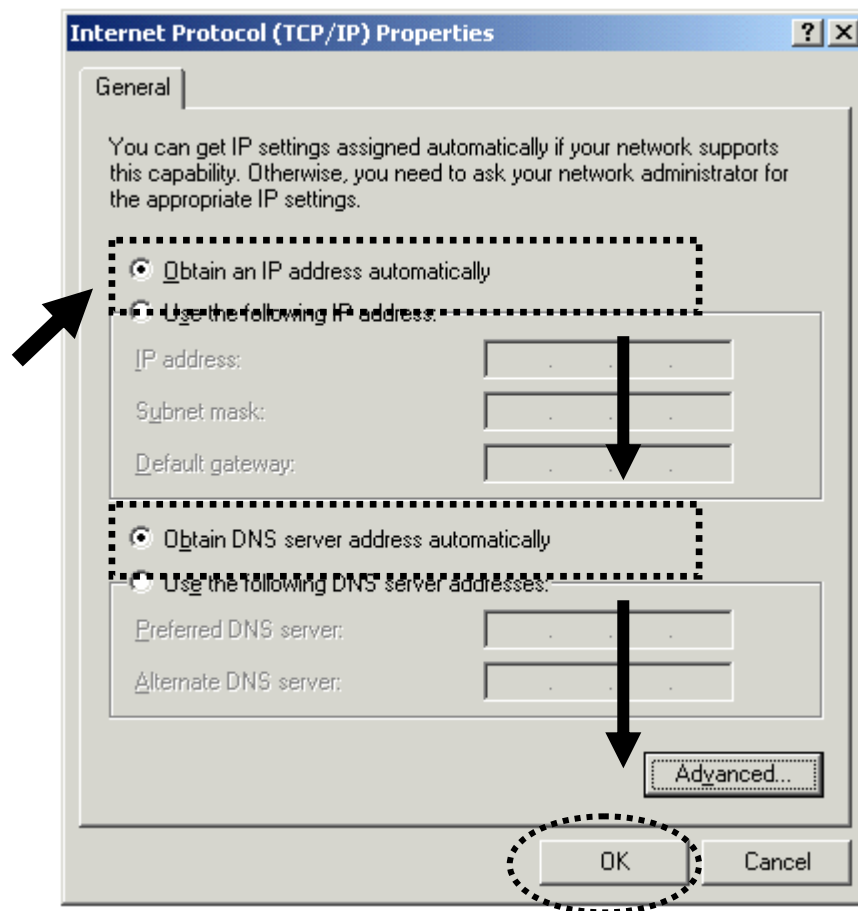 Internet Protocol (TCP/IP) Properties
General
You can get IP settings assigned automatically if your network supports
this capability. Otherwise, you need to ask your network administrator for
the appropriate IP settings.
Obtain an IP address automatically
Use the following IP address:
IP address:
Subnet mask:
Default gateway:
Obtain DNS server address automatically
Use the following DNS server addresses:
Preferred DNS server:
Alternate DNS server:
Advanced...
OK
Cancel